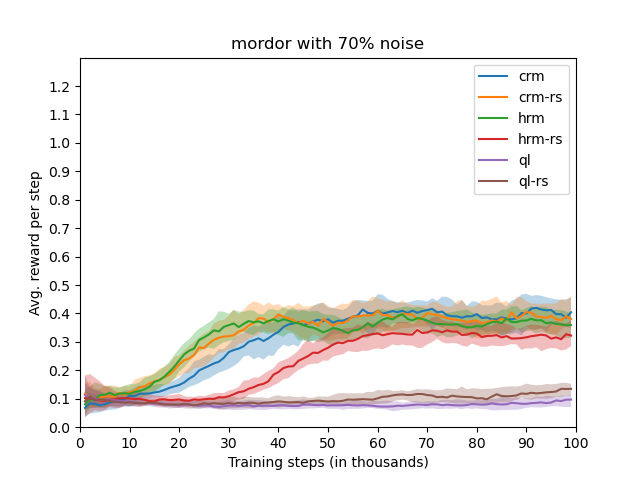 mordor with 70% noise
crm
crm-rs
hrm
hrm-rs
ql
ql-rs
Avg. reward per step
1.2
1.1
1.0
0.9
0.8
0.7
0.6
0.5
0.4
0.3
0.2
0.1
0.0
0 10 20 30 40 50 60 70 80 90 100
Training steps (in thousands)